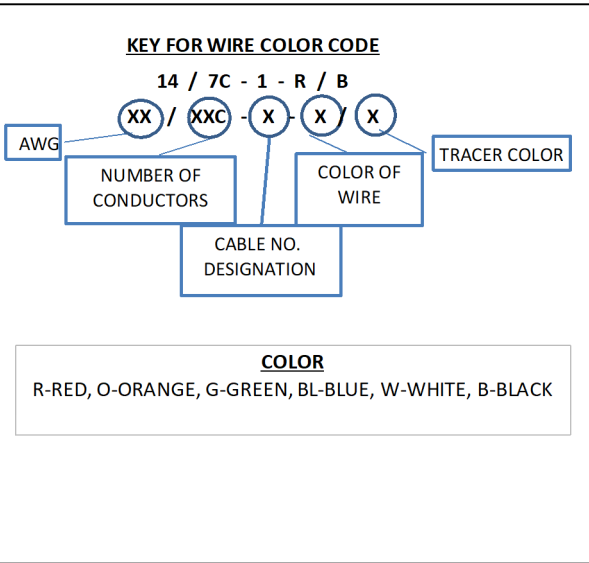 KEY FOR WIRE COLOR CODE
14 / 7C - 1 - R / B
XX / XXC - X - X / X
AWG
NUMBER OF
CONDUCTORS
COLOR OF
WIRE
TRACER COLOR
CABLE NO.
DESIGNATION
COLOR
R-RED, O-ORANGE, G-GREEN, BL-BLUE, W-WHITE, B-BLACK